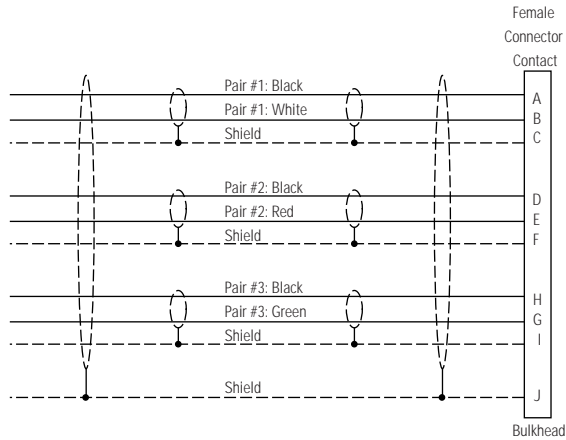 Female
Connector
Contact
Pair #1: Black
A
Pair #1: White
B
Shield
C
Pair #2: Black
D
Pair #2: Red
E
Shield
F
Pair #3: Black
H
Pair #3: Green
G
Shield
I
Shield
J
Bulkhead